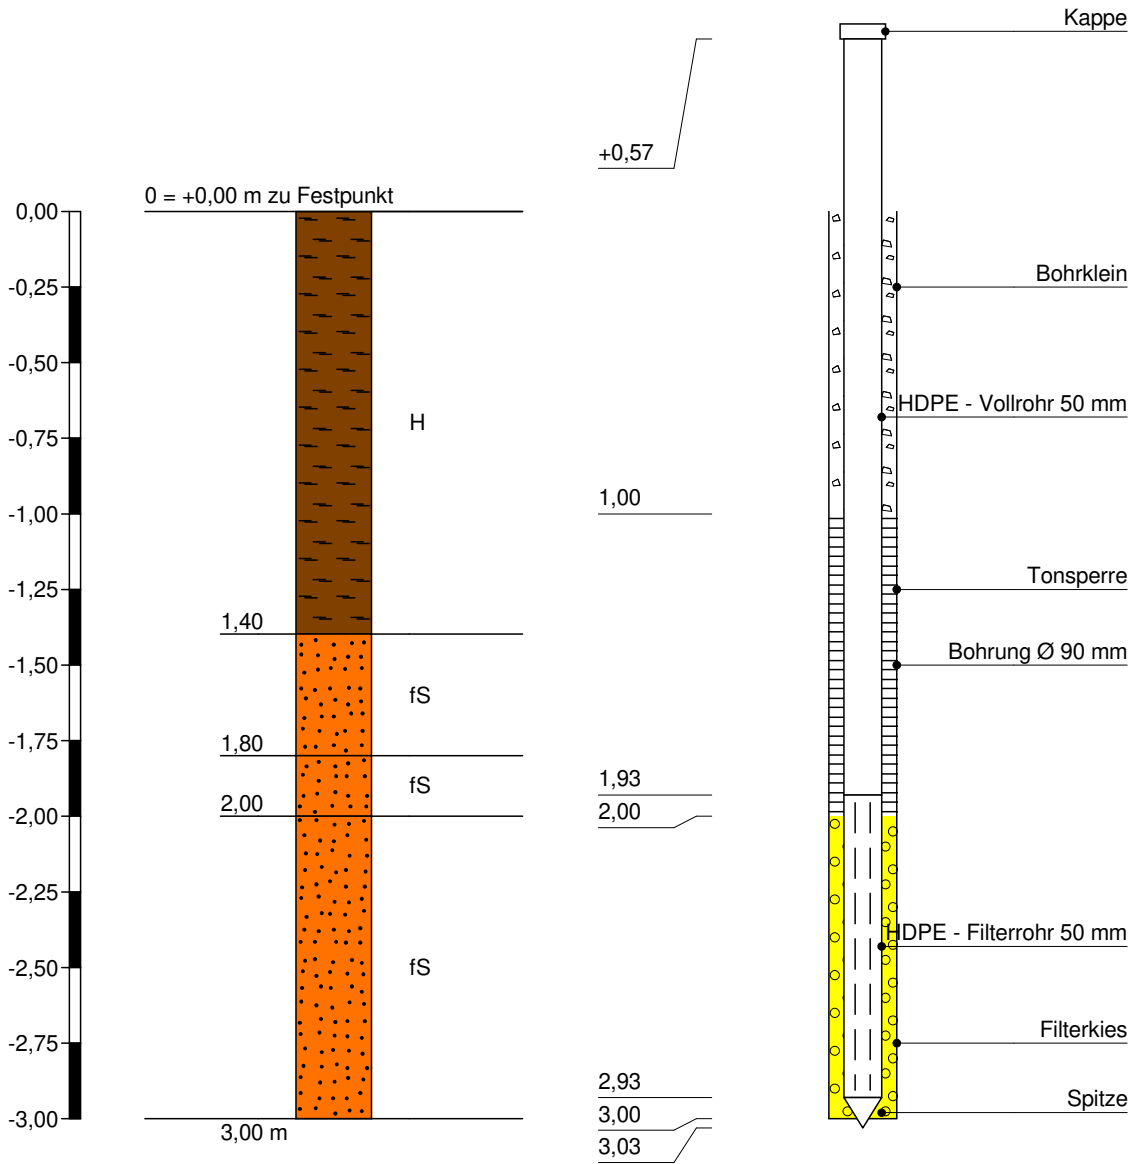 Kappe
+0,57
0 = +0,00 m zu Festpunkt
0,00
-0,25
-0,50
-0,75
-1,00
-1,25
-1,50
-1,75
-2,00
-2,25
-2,50
-2,75
-3,00
H
1,40
fS
1,80
fS
2,00
fS
3,00 m
1,00
1,93
2,00
2,93
3,00
3,03
Bohrklein
HDPE - Vollrohr 50 mm
Tonsperre
Bohrung Ø 90 mm
HDPE - Filterrohr 50 mm
Filterkies
Spitze